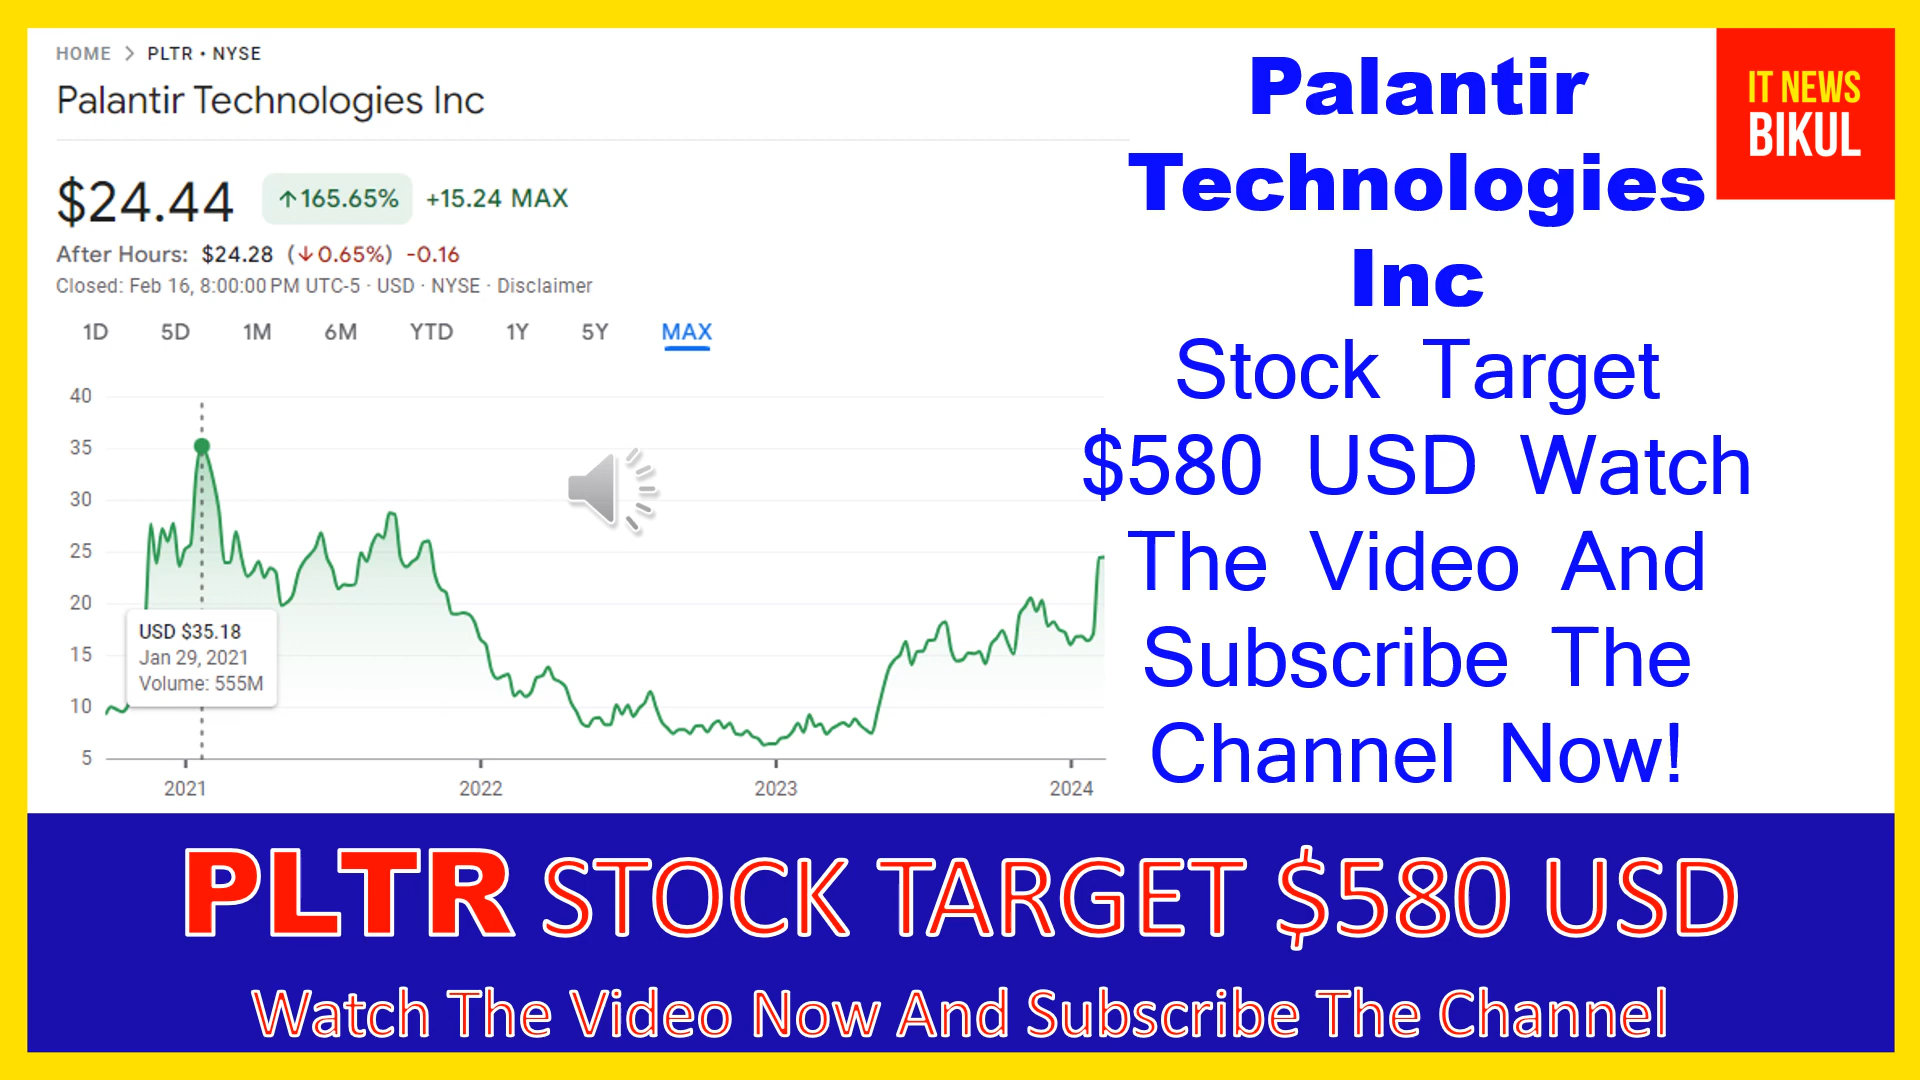 HOME > PLTR • NYSE
Palantir Technologies Inc
$24.44 ↑165.65% +15.24 MAX
After Hours: $24.28 (↓0.65%) -0.16
Closed: Feb 16, 8:00:00 PM UTC-5 · USD · NYSE · Disclaimer
1D 5D 1M 6M YTD 1Y 5Y MAX
40
35
30
25
20
15
10
5
USD $35.18
Jan 29, 2021
Volume: 555M
2021 2022 2023 2024
Palantir
Technologies
Inc
Stock Target
$580 USD Watch
The Video And
Subscribe The
Channel Now!
IT NEWS
BIKUL
PLTR STOCK TARGET $580 USD
Watch The Video Now And Subscribe The Channel